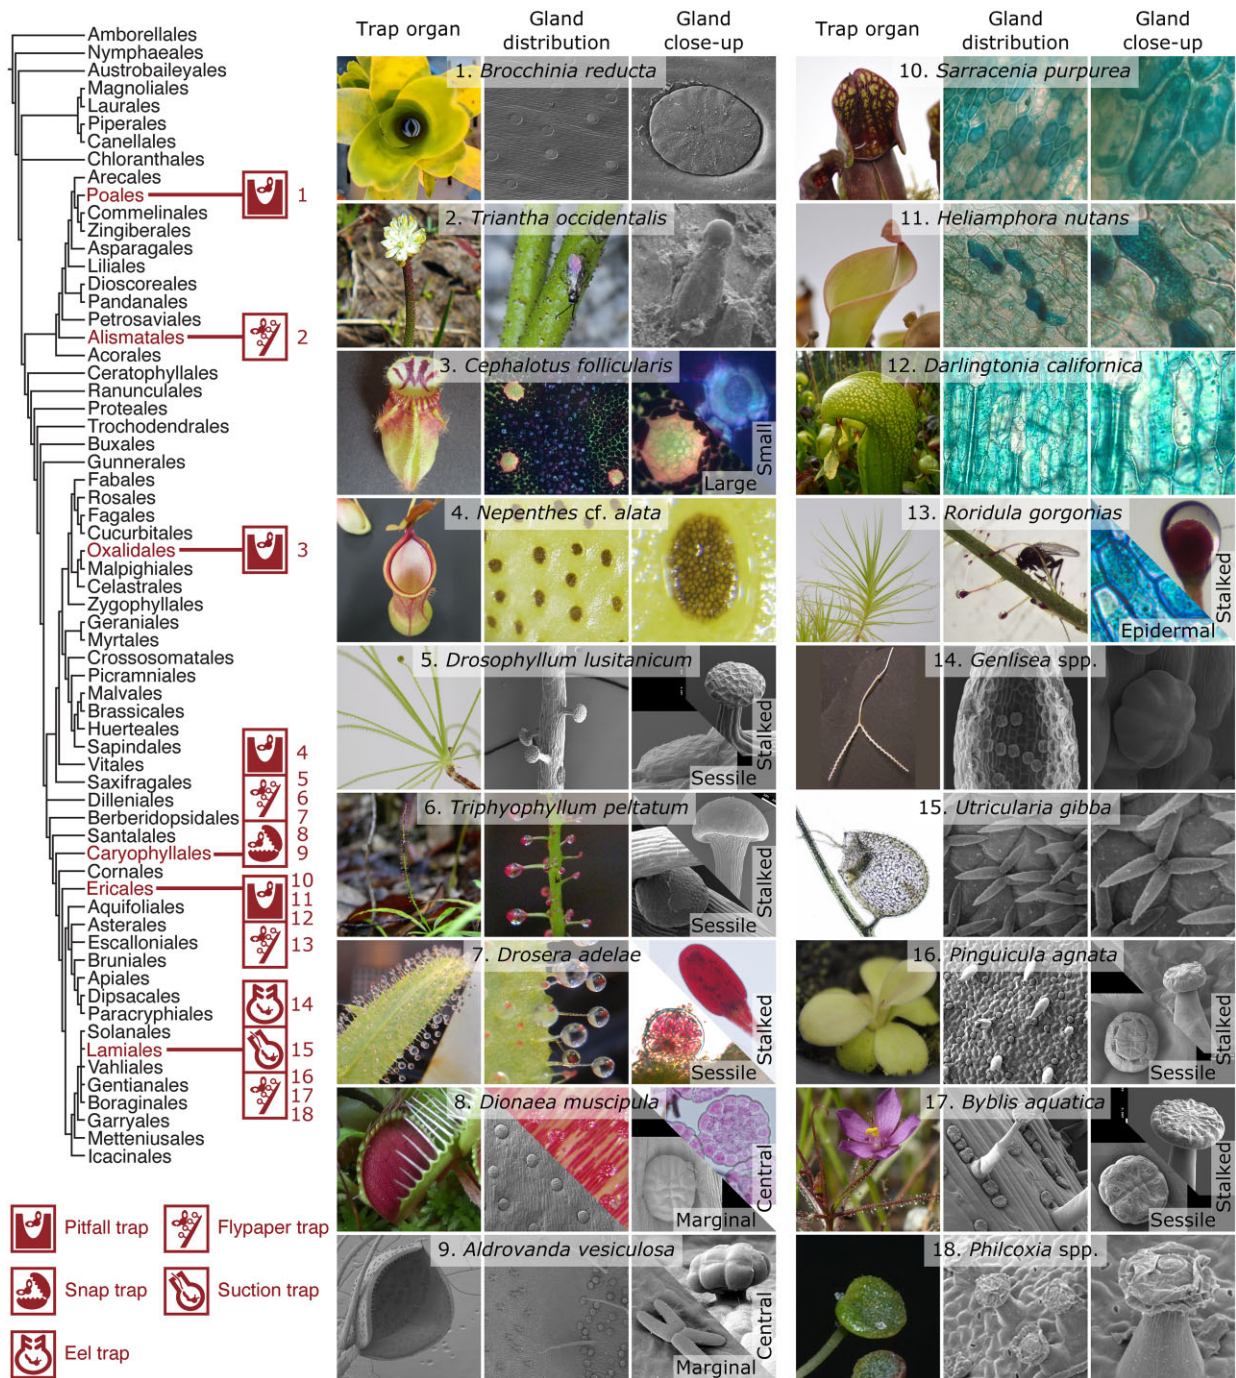 Amborellales
Nymphaeales
Austrobaileyales
Magnoliales
Laurales
Piperales
Canellales
Chloranthales
Arecales
Poales
1
Commelinales
Zingiberales
Asparagales
Liliales
Dioscoreales
Pandanales
Petrosaviales
Alismatales
2
Acorales
Ceratophyllales
Ranunculales
Proteales
Trochodendrales
Buxales
Gunnerales
Fabales
Rosales
Fagales
Cucurbitales
Oxalidales
3
Malpighiales
Celastrales
Zygophyllales
Geraniales
Myrtales
Crossosomatales
Picramniales
Malvales
Brassicales
Huerteales
Sapindales
Vitales
Saxifragales
Dilleniales
Berberidopsidales
Santalales
Caryophyllales
4
5
6
7
8
9
Cornales
Ericales
10
11
12
13
Aquifoliales
Asterales
Escalloniales
Bruniales
Apiales
Dipsacales
Paracryphiales
Solanales
Lamiales
14
15
16
17
18
Vahliales
Gentianales
Boraginales
Garryales
Metteniusales
Icacinales
Pitfall trap
Flypaper trap
Snap trap
Suction trap
Eel trap
Trap organ
Gland
distribution
Gland
close-up
1. Brocchinia reducta
2. Triantha occidentalis
3. Cephalotus follicularis
Large
Small
4. Nepenthes cf. alata
5. Drosophyllum lusitanicum
Sessile
Stalked
6. Triphyophyllum peltatum
Sessile
Stalked
7. Drosera adelae
Sessile
Stalked
8. Dionaea muscipula
Marginal
Central
9. Aldrovanda vesiculosa
Marginal
Central
Trap organ
Gland
distribution
Gland
close-up
10. Sarracenia purpurea
11. Heliamphora nutans
12. Darlingtonia californica
13. Roridula gorgonias
Epidermal
Stalked
14. Genlisea spp.
15. Utricularia gibba
16. Pinguicula agnata
Sessile
Stalked
17. Byblis aquatica
Sessile
Stalked
18. Philcoxia spp.